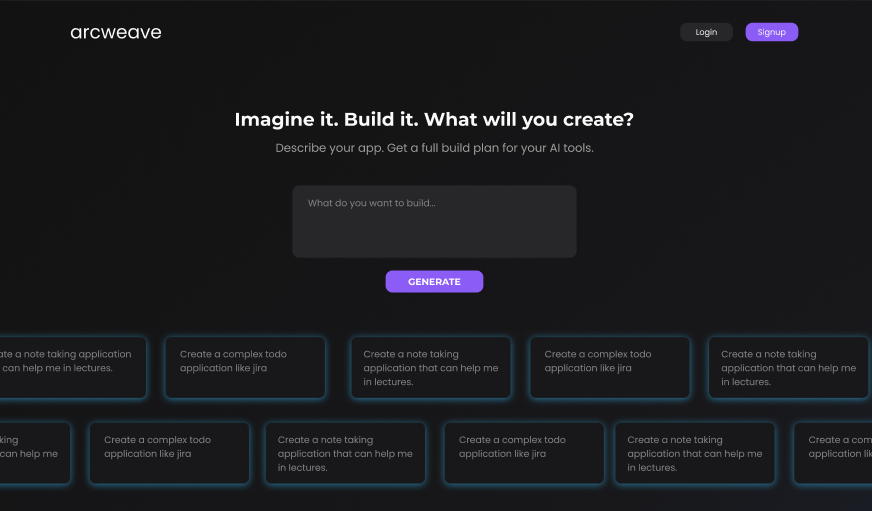 arcweave
Login
Signup
Imagine it. Build it. What will you create?
Describe your app. Get a full build plan for your AI tools.
What do you want to build...
GENERATE
ate a note taking application
can help me in lectures.
Create a complex todo
application like jira
Create a note taking
application that can help me
in lectures.
Create a complex todo
application like jira
Create a note taking
application that can help me
in lectures.
king
can help me
Create a complex todo
application like jira
Create a note taking
application that can help me
in lectures.
Create a complex todo
application like jira
Create a note taking
application that can help me
in lectures.
Create a com
application lik